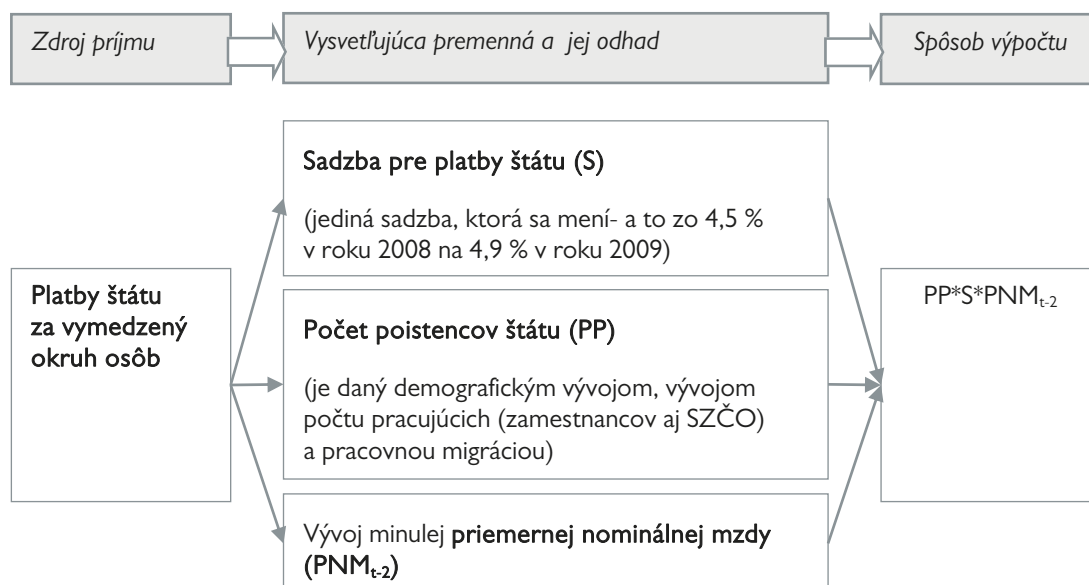 Zdroj príjmu
Vysvetľujúca premenná a jej odhad
Spôsob výpočtu
Platby štátu
za vymedzený
okruh osôb
Sadzba pre platby štátu (S)
(jediná sadzba, ktorá sa mení- a to zo 4,5 %
v roku 2008 na 4,9 % v roku 2009)
Počet poistencov štátu (PP)
(je daný demografickým vývojom, vývojom
počtu pracujúcich (zamestnancov aj SZČO)
a pracovnou migráciou)
Vývoj minulej priemernej nominálnej mzdy
(PNMt-2)
PP*S*PNMt-2